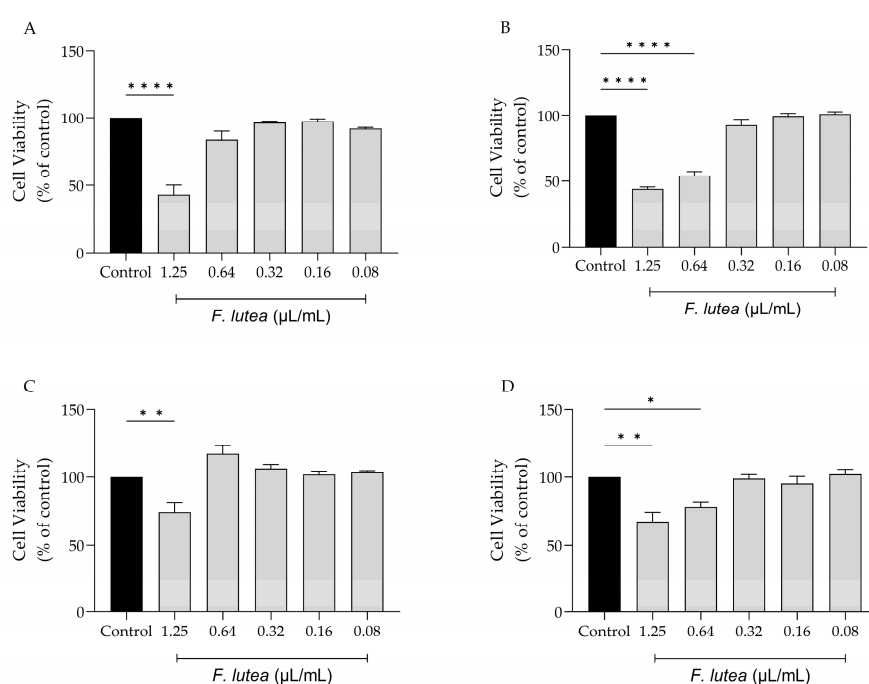 A
Cell Viability
(% of control)
150
100
50
0
* * * *
Control 1.25 0.64 0.32 0.16 0.08
F. lutea (µL/mL)
B
Cell Viability
(% of control)
150
100
50
0
* * * *
* * * *
Control 1.25 0.64 0.32 0.16 0.08
F. lutea (µL/mL)
C
Cell Viability
(% of control)
150
100
50
0
* *
Control 1.25 0.64 0.32 0.16 0.08
F. lutea (µL/mL)
D
Cell Viability
(% of control)
150
100
50
0
*
* *
Control 1.25 0.64 0.32 0.16 0.08
F. lutea (µL/mL)